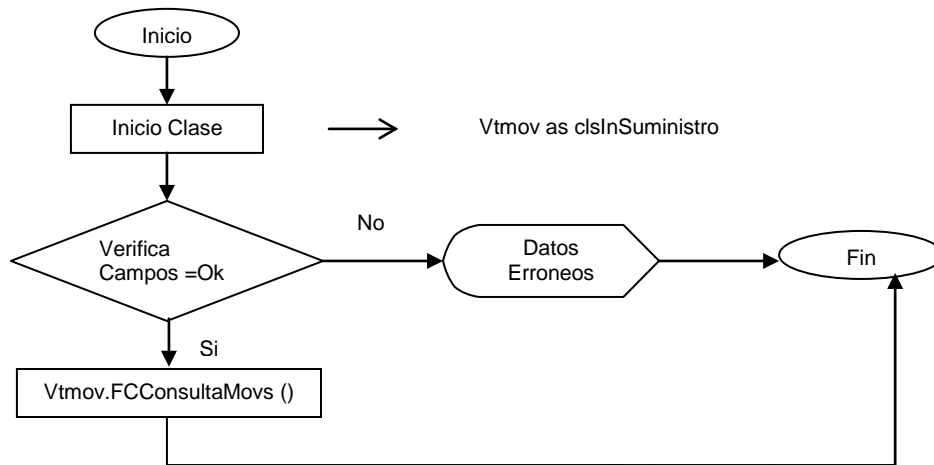 Inicio
Inicio Clase
Vtmov as clsInSuministro
Verifica
Campos =Ok
No
Datos
Erroneos
Fin
Si
Vtmov.FCConsultaMovs ()